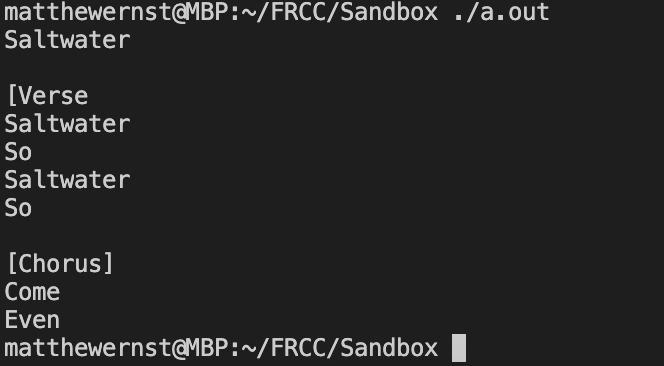 matthewernst@MBP:~/FRCC/Sandbox ./a.out
Saltwater
[Verse
Saltwater
So
Saltwater
So
[Chorus]
Come
Even
matthewernst@MBP:~/FRCC/Sandbox